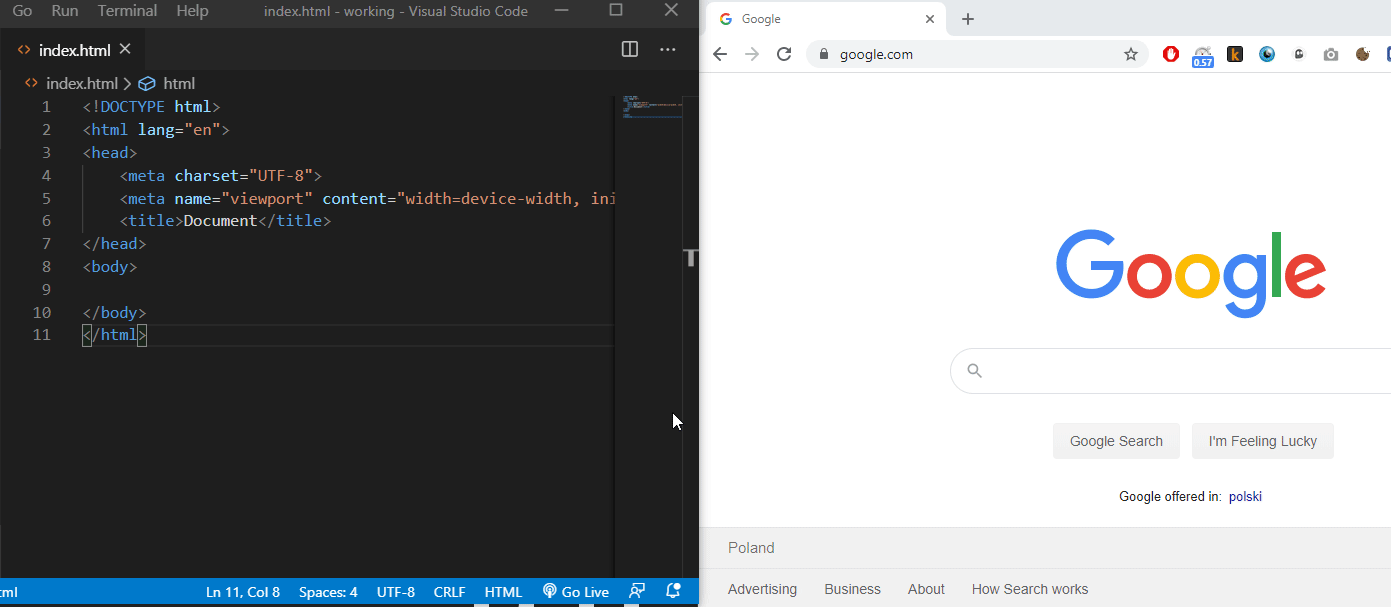 Go Run Terminal Help index.html - working - Visual Studio Code
index.html
index.html > html
1 <!DOCTYPE html>
2 <html lang="en">
3 <head>
4 <meta charset="UTF-8">
5 <meta name="viewport" content="width=device-width, ini
6 <title>Document</title>
7 </head>
8 <body>
9
10 </body>
11 </html>
Ln 11, Col 8 Spaces: 4 UTF-8 CRLF HTML Go Live
Google
google.com
0.57
k
Google
Google Search I'm Feeling Lucky
Google offered in: polski
Poland
Advertising Business About How Search works